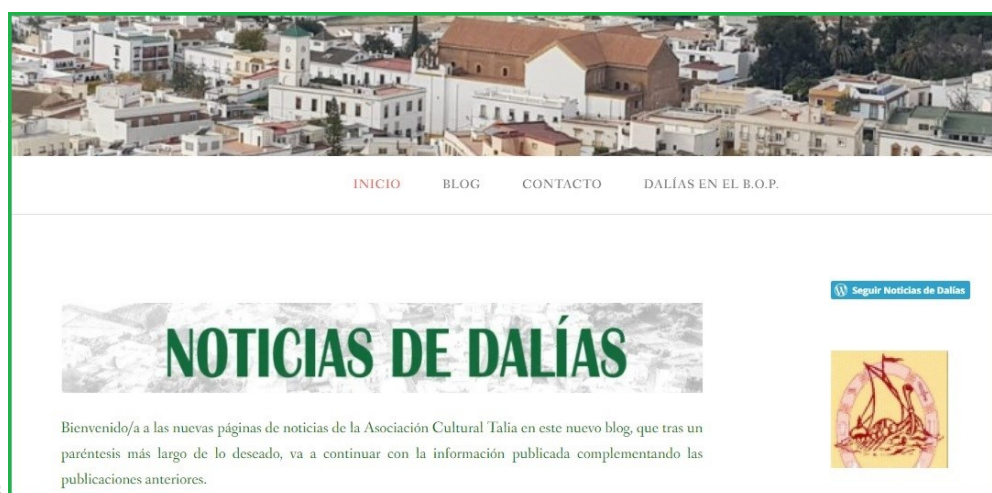 INICIO BLOG CONTACTO DALÍAS EN EL B.O.P.
Seguir Noticias de Dalías
NOTICIAS DE DALÍAS
Bienvenido/a a las nuevas páginas de noticias de la Asociación Cultural Talia en este nuevo blog, que tras un
paréntesis más largo de lo deseado, va a continuar con la información publicada complementando las
publicaciones anteriores.